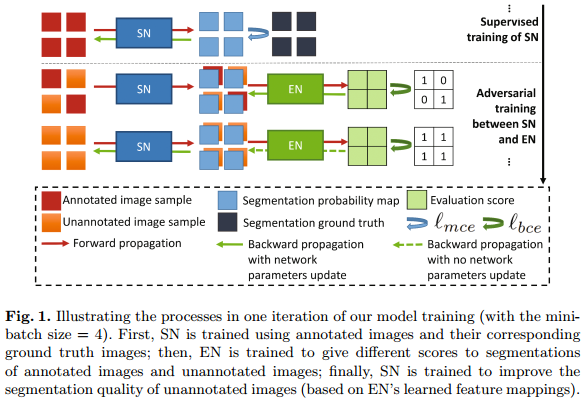 ⋮
Supervised
training of SN
SN
SN EN 1 0
0 1
Adversarial
training
between SN
and EN
⋮
SN EN 1 1
1 1
Annotated image sample Segmentation probability map Evaluation score
Unannotated image sample Segmentation ground truth ℓmce ℓbce
Forward propagation Backward propagation Backward propagation
with network with no network
parameters update parameters update
Fig. 1. Illustrating the processes in one iteration of our model training (with the mini-
batch size = 4). First, SN is trained using annotated images and their corresponding
ground truth images; then, EN is trained to give different scores to segmentations
of annotated images and unannotated images; finally, SN is trained to improve the
segmentation quality of unannotated images (based on EN's learned feature mappings).